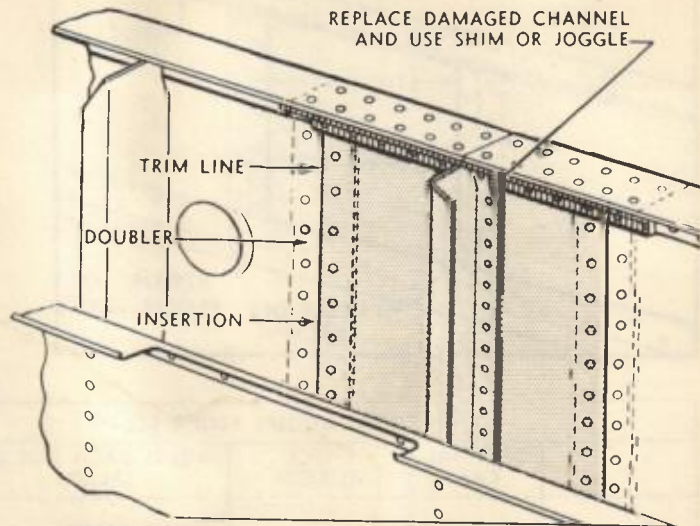 REPLACE DAMAGED CHANNEL
AND USE SHIM OR JOGGLE
TRIM LINE
DOUBLER
INSERTION